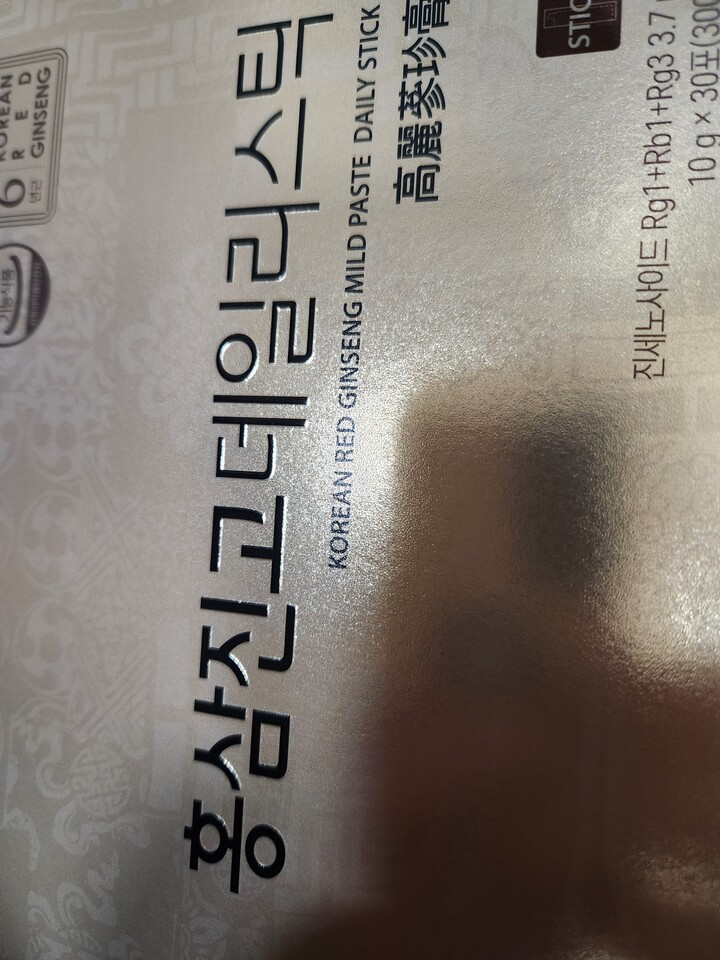 KOREAN
RED
GINSENG
6
년근
홍삼진고데일리스틱
KOREAN RED GINSENG MILD PASTE DAILY STICK
高麗蔘珍膏
STIC
진세노사이드 Rg1+Rb1+Rg3 3.7
10 g × 30포(300